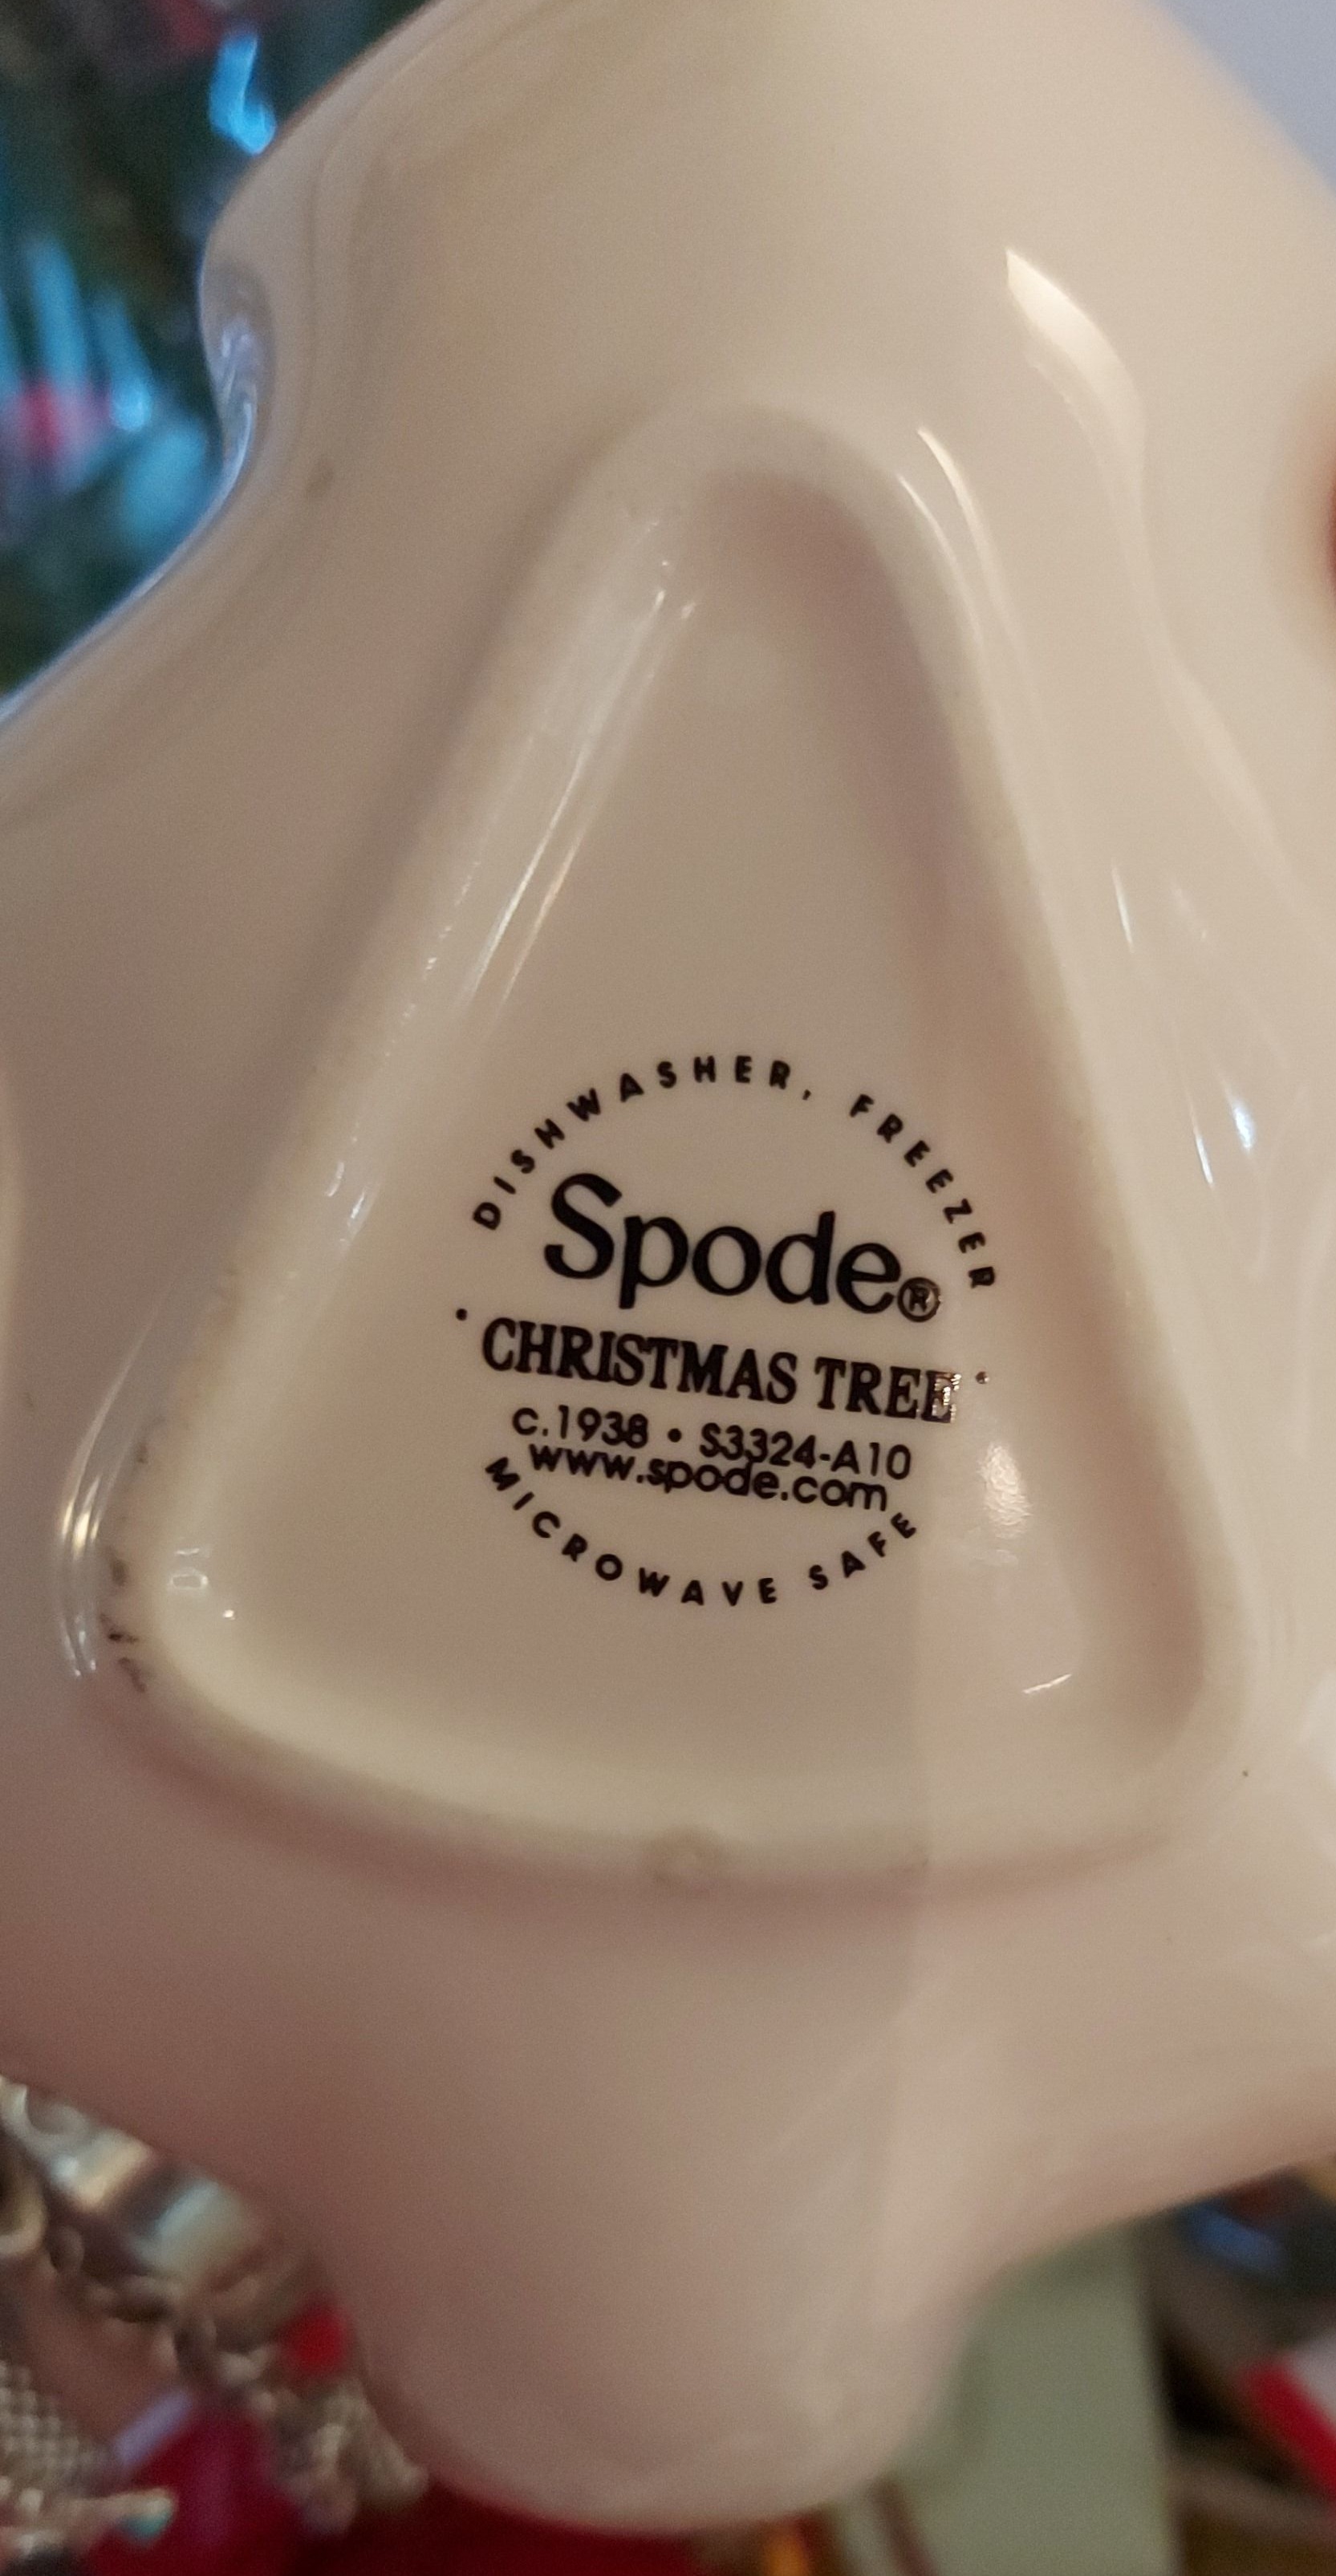 DISHWASHER, FREEZER
Spode®
· CHRISTMAS TREE ·
c.1938 • S3324-A10
www.spode.com
MICROWAVE SAFE